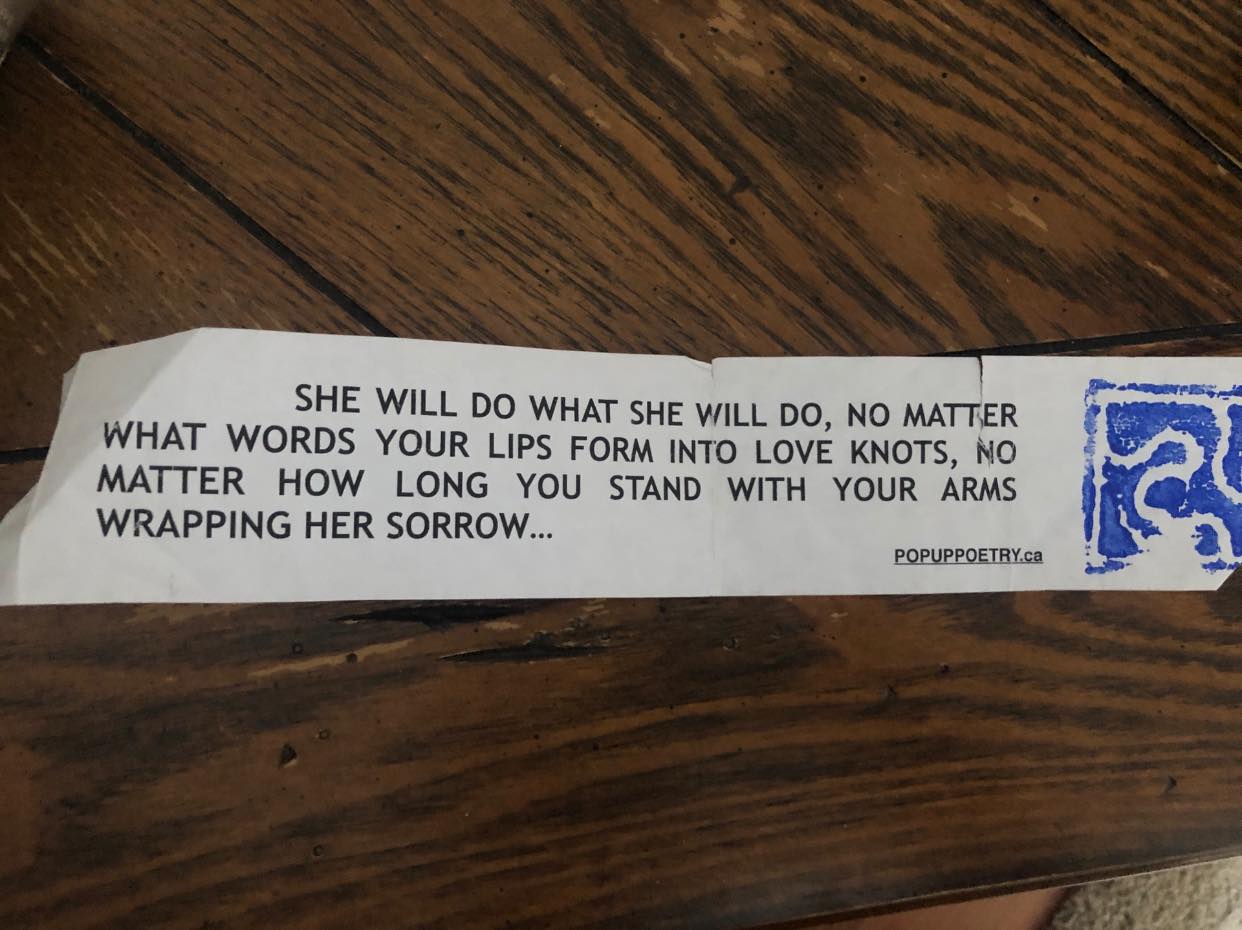 SHE WILL DO WHAT SHE WILL DO, NO MATTER
WHAT WORDS YOUR LIPS FORM INTO LOVE KNOTS, NO
MATTER HOW LONG YOU STAND WITH YOUR ARMS
WRAPPING HER SORROW...
POPUPPOETRY.ca